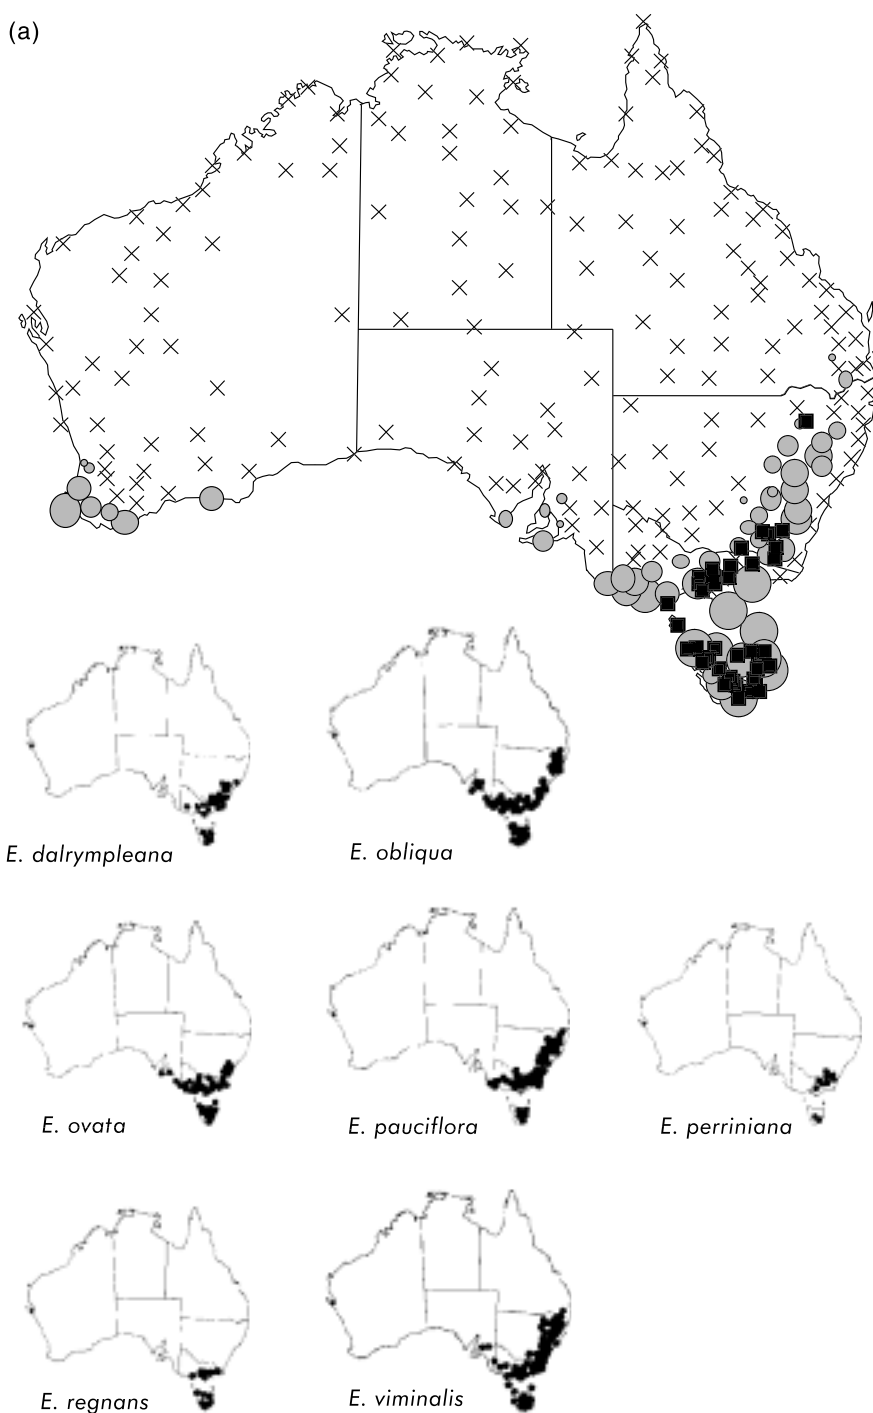 (a)
E. dalrympleana
E. obliqua
E. ovata
E. pauciflora
E. perriniana
E. regnans
E. viminalis